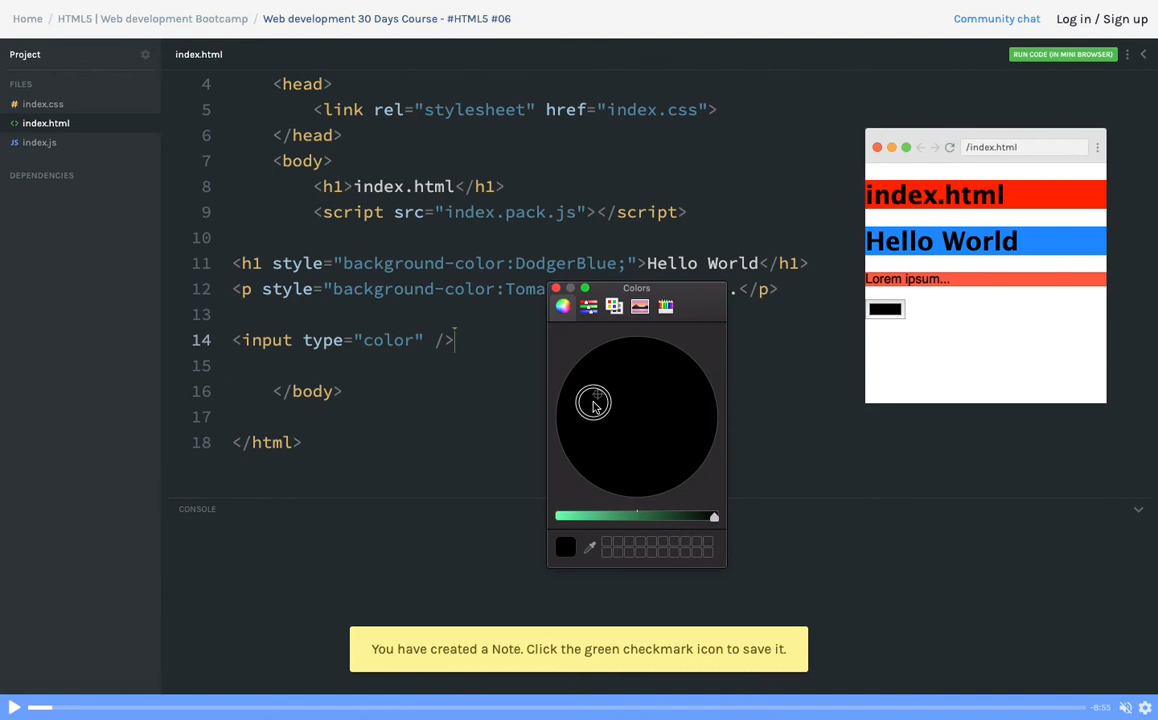 Home / HTML5 | Web development Bootcamp / Web development 30 Days Course - #HTML5 #06
Community chat
Log in / Sign up
Project
index.html
RUN CODE (IN MINI BROWSER)
FILES
index.css
<> index.html
JS index.js
DEPENDENCIES
4 <head>
5 <link rel="stylesheet" href="index.css">
6 </head>
7 <body>
8 <h1>index.html</h1>
9 <script src="index.pack.js"></script>
10
11 <h1 style="background-color:DodgerBlue;">Hello World</h1>
12 <p style="background-color:Toma .</p>
13
14 <input type="color" />
15
16 </body>
17
18 </html>
/index.html
index.html
Hello World
Lorem ipsum...
Colors
CONSOLE
You have created a Note. Click the green checkmark icon to save it.
-8:55